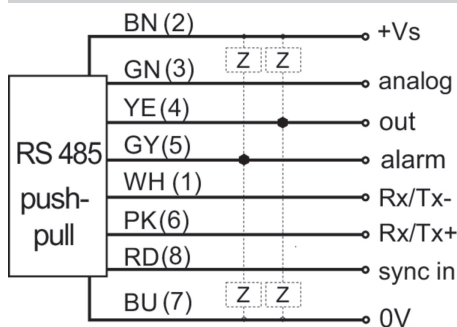 BN (2) +Vs
Z Z
GN (3) analog
YE (4) out
RS 485 GY (5) alarm
push- WH (1) Rx/Tx-
pull PK(6) Rx/Tx+
RD(8) sync in
Z Z
BU (7) 0V